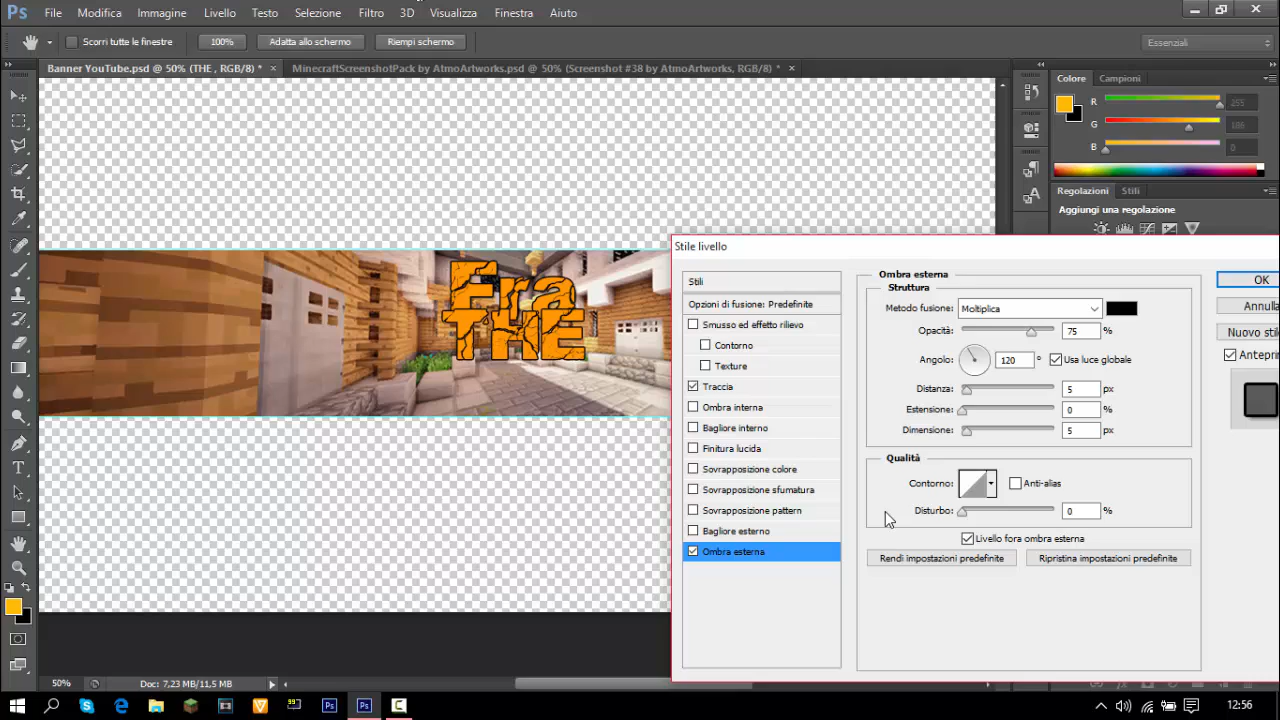 Ps File Modifica Immagine Livello Testo Selezione Filtro 3D Visualizza Finestra Aiuto
Scorri tutte le finestre 100% Adatta allo schermo Riempi schermo Essenziali
Banner YouTube.psd @ 50% (THE , RGB/8) * × MinecraftScreenshotPack by AtmoArtworks.psd @ 50% (Screenshot #38 by AtmoArtworks, RGB/8) * ×
Colore Campioni
R 255
G
B 0
Regolazioni Stili
Aggiungi una regolazione
Fra
THE
Stile livello
Stili
Opzioni di fusione: Predefinite
Smusso ed effetto rilievo
Contorno
Texture
Traccia
Ombra interna
Bagliore interno
Finitura lucida
Sovrapposizione colore
Sovrapposizione sfumatura
Sovrapposizione pattern
Bagliore esterno
Ombra esterna
Ombra esterna
Struttura
Metodo fusione: Moltiplica
Opacità: 75 %
Angolo: 120 ° Usa luce globale
Distanza: 5 px
Estensione: 0 %
Dimensione: 5 px
Qualità
Contorno: Anti-alias
Disturbo: 0 %
Livello fora ombra esterna
Rendi impostazioni predefinite Ripristina impostazioni predefinite
OK
Annulla
Nuovo sti
Antepri
50% Doc: 7,23 MB/11,5 MB
Ps Ps
12:56